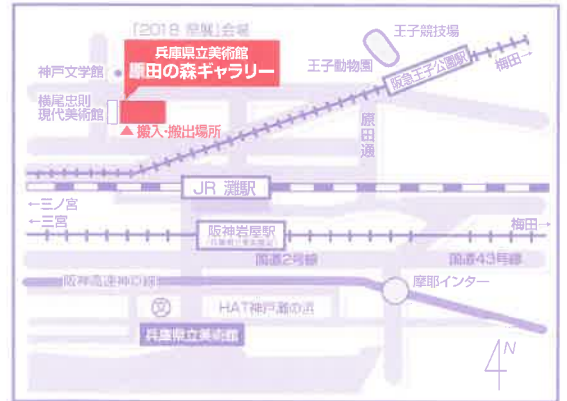 「2018 県展」会場
兵庫県立美術館
原田の森ギャラリー
神戸文学館
横尾忠則
現代美術館
▲搬入・搬出場所
王子競技場
王子動物園
阪急王子公園駅
梅田→
原田通
JR 灘駅
←三ノ宮
←三宮
阪神岩屋駅
梅田→
国道2号線
国道43号線
阪神高速神戸線
摩耶インター
HAT神戸灘の浜
兵庫県立美術館
N